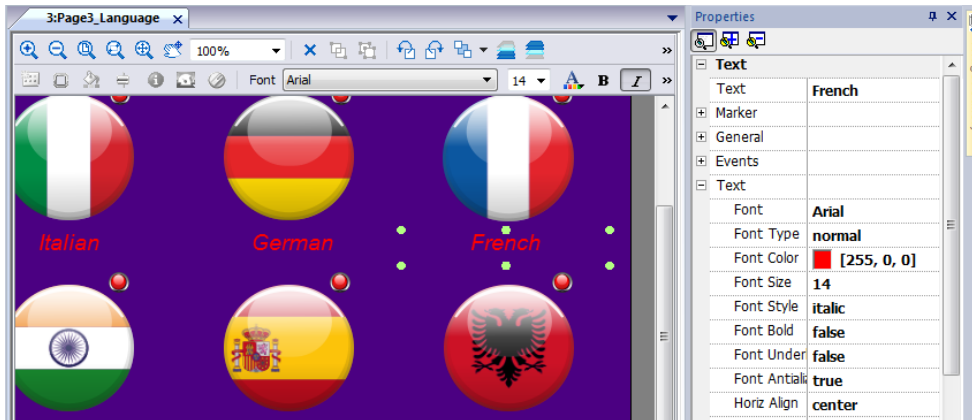 3:Page3_Language x
Properties
100%
Text
Font Arial 14 A B I
Text French
Marker
General
Events
Text
Font Arial
Font Type normal
Font Color [255, 0, 0]
Font Size 14
Font Style italic
Font Bold false
Font Under false
Font Antiali true
Horiz Align center
Italian German French